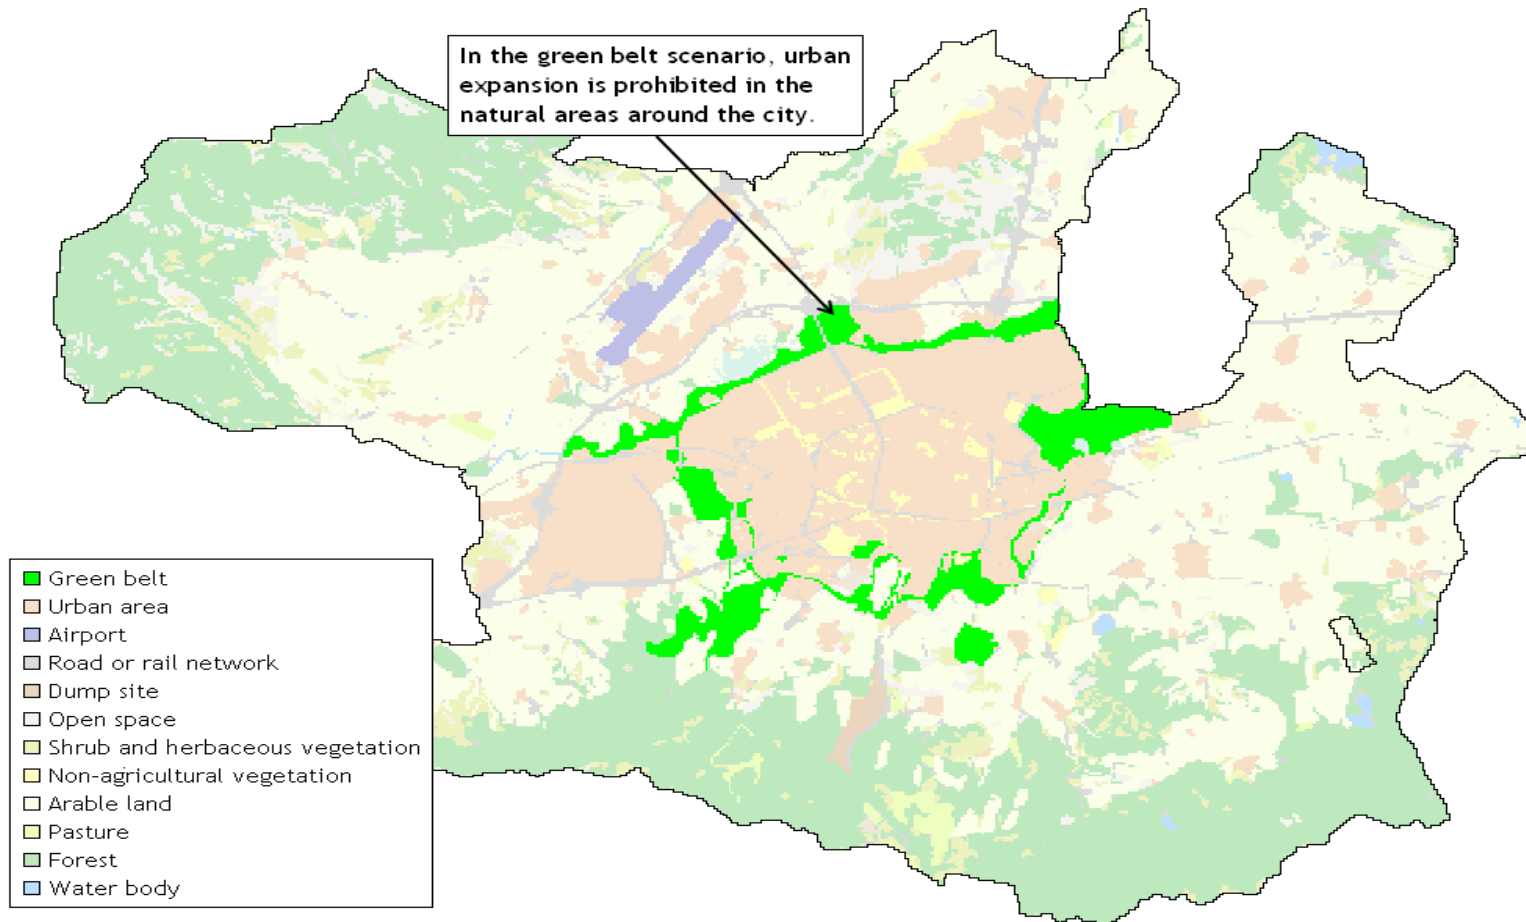 In the green belt scenario, urban
expansion is prohibited in the
natural areas around the city.
Green belt
Urban area
Airport
Road or rail network
Dump site
Open space
Shrub and herbaceous vegetation
Non-agricultural vegetation
Arable land
Pasture
Forest
Water body